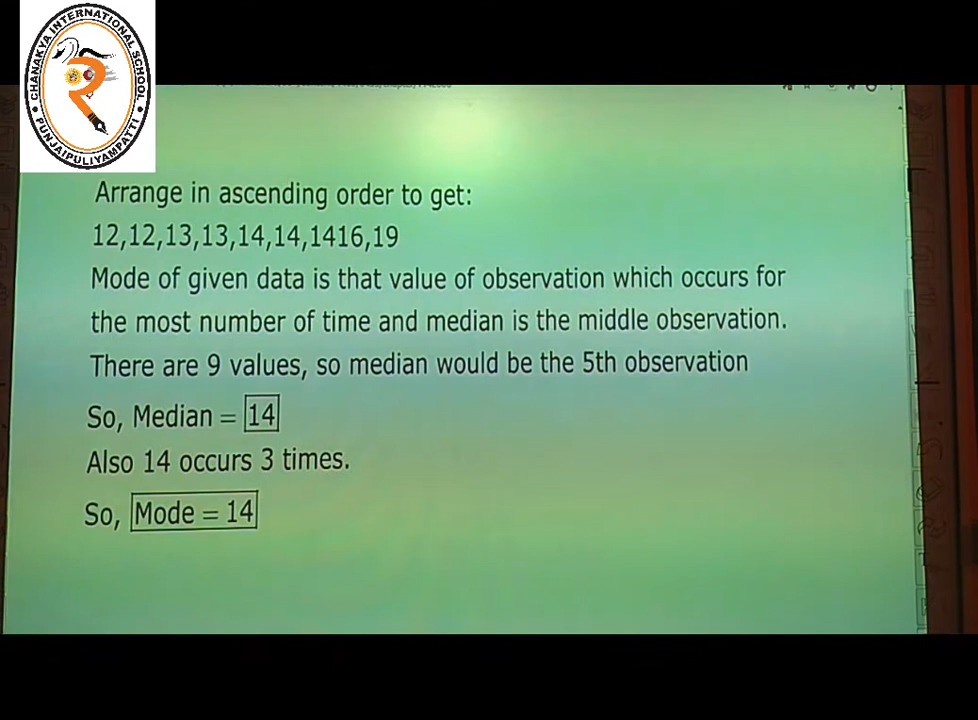 CHANAKYA INTERNATIONAL SCHOOL
PUNJAIPULIYAMPATTI
Arrange in ascending order to get:
12,12,13,13,14,14,1416,19
Mode of given data is that value of observation which occurs for
the most number of time and median is the middle observation.
There are 9 values, so median would be the 5th observation
So, Median = 14
Also 14 occurs 3 times.
So, Mode = 14